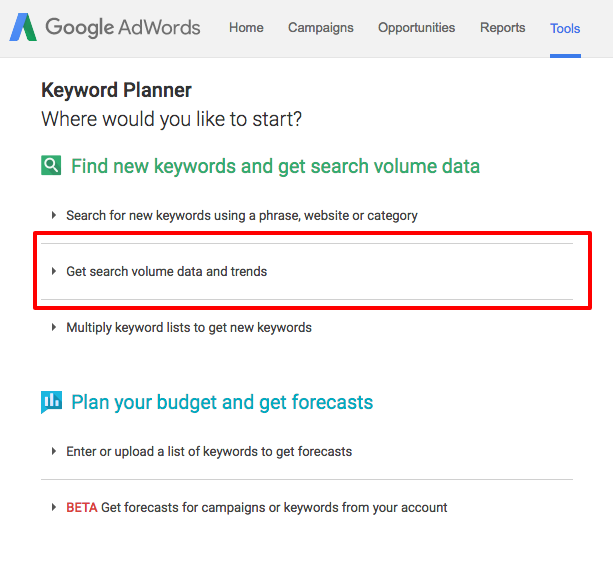 Google AdWords Home Campaigns Opportunities Reports Tools
Keyword Planner
Where would you like to start?
Find new keywords and get search volume data
Search for new keywords using a phrase, website or category
Get search volume data and trends
Multiply keyword lists to get new keywords
Plan your budget and get forecasts
Enter or upload a list of keywords to get forecasts
BETA Get forecasts for campaigns or keywords from your account